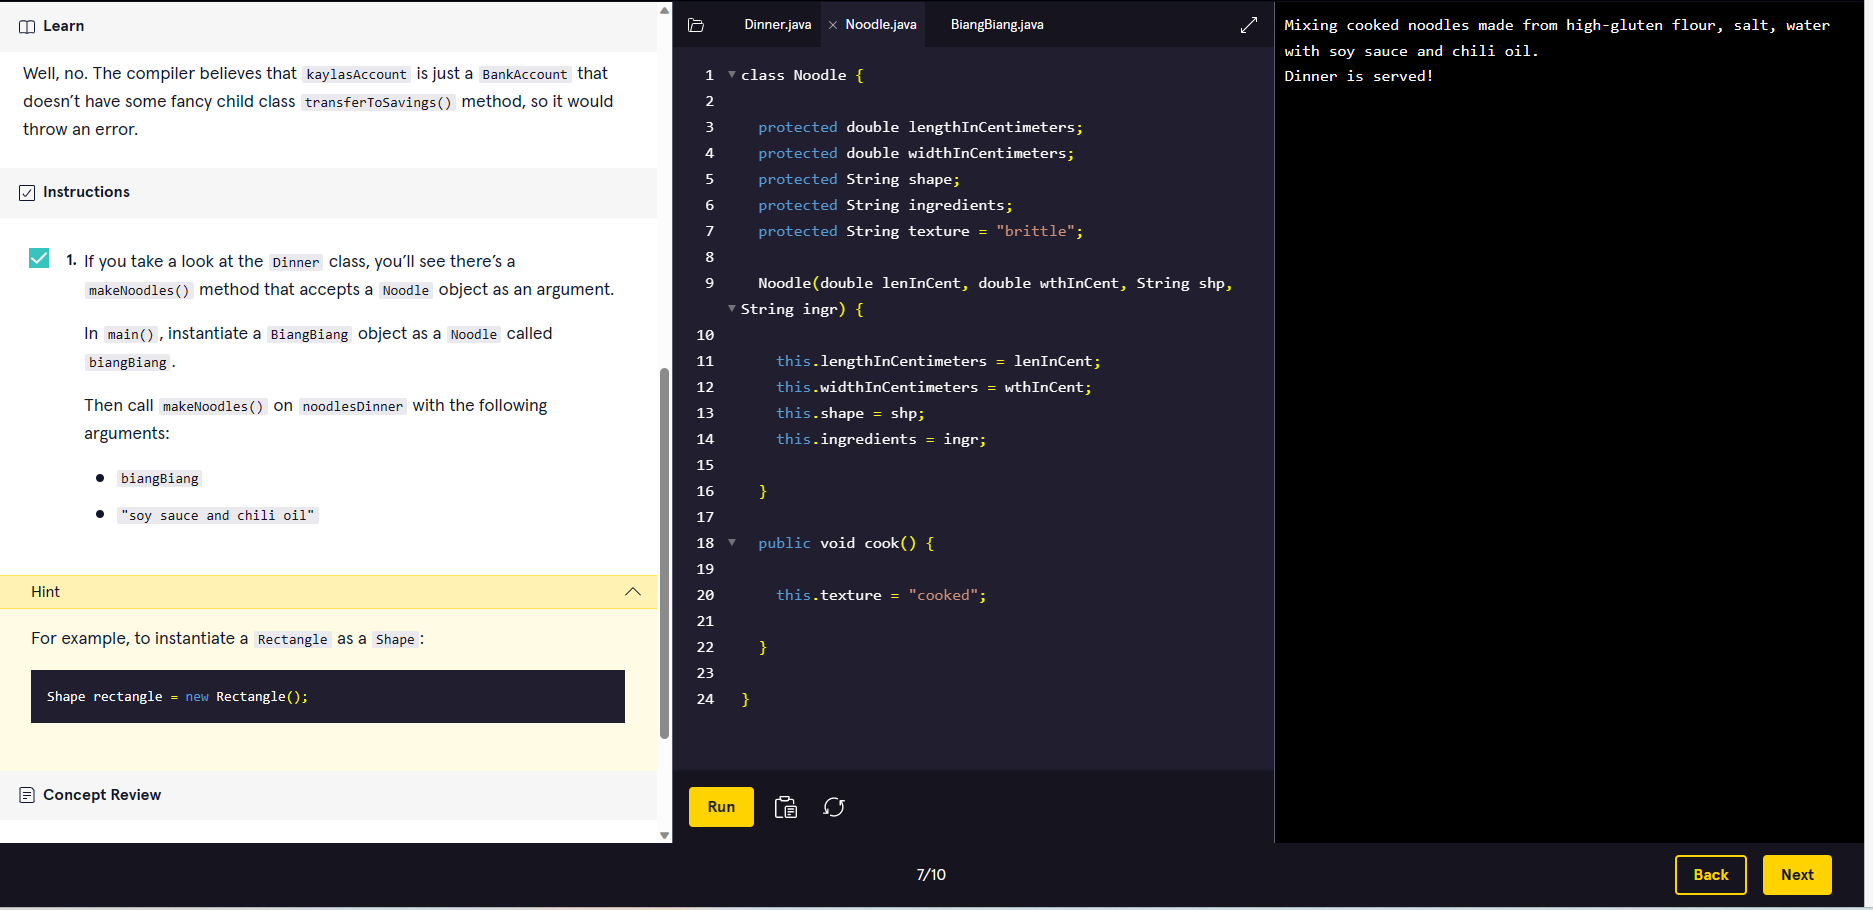 Learn
Well, no. The compiler believes that kaylasAccount is just a BankAccount that
doesn’t have some fancy child class transferToSavings() method, so it would
throw an error.
Instructions
1. If you take a look at the Dinner class, you’ll see there’s a
makeNoodles() method that accepts a Noodle object as an argument.
In main(), instantiate a BiangBiang object as a Noodle called
biangBiang.
Then call makeNoodles() on noodlesDinner with the following
arguments:
biangBiang
"soy sauce and chili oil"
Hint
For example, to instantiate a Rectangle as a Shape:
Shape rectangle = new Rectangle();
Concept Review
Dinner.java
Noodle.java
BiangBiang.java
1 class Noodle {
2
3 protected double lengthInCentimeters;
4 protected double widthInCentimeters;
5 protected String shape;
6 protected String ingredients;
7 protected String texture = "brittle";
8
9 Noodle(double lenInCent, double wthInCent, String shp,
String ingr) {
10
11 this.lengthInCentimeters = lenInCent;
12 this.widthInCentimeters = wthInCent;
13 this.shape = shp;
14 this.ingredients = ingr;
15
16 }
17
18 public void cook() {
19
20 this.texture = "cooked";
21
22 }
23
24 }
Run
Mixing cooked noodles made from high-gluten flour, salt, water
with soy sauce and chili oil.
Dinner is served!
7/10
Back
Next